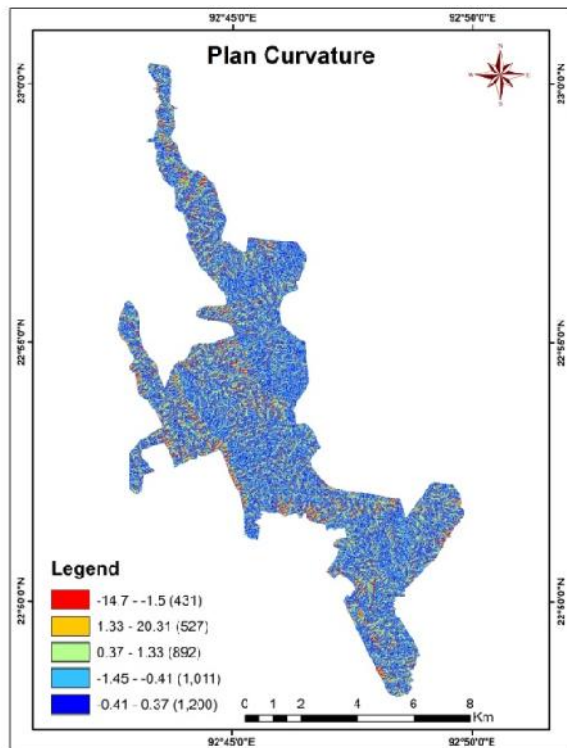 92°45'0"E 92°50'0"E
Plan Curvature
N
W E
S
23°0'0"N 23°0'0"N
22°55'0"N 22°55'0"N
22°50'0"N 22°50'0"N
Legend
-14.7 - -1.5 (431)
1.33 - 20.31 (527)
0.37 - 1.33 (892)
-1.45 - -0.41 (1,011)
-0.41 - 0.37 (1,200)
0 1 2 4 6 8
Km
92°45'0"E 92°50'0"E